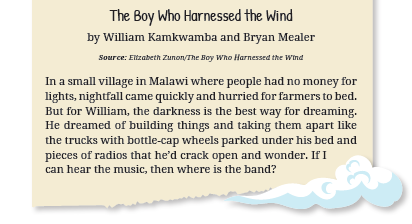 The Boy Who Harnessed the Wind
by William Kamkwamba and Bryan Mealer
Source: Elizabeth Zunon/The Boy Who Harnessed the Wind
In a small village in Malawi where people had no money for
lights, nightfall came quickly and hurried for farmers to bed.
But for William, the darkness is the best way for dreaming.
He dreamed of building things and taking them apart like
the trucks with bottle-cap wheels parked under his bed and
pieces of radios that he'd crack open and wonder. If I
can hear the music, then where is the band?